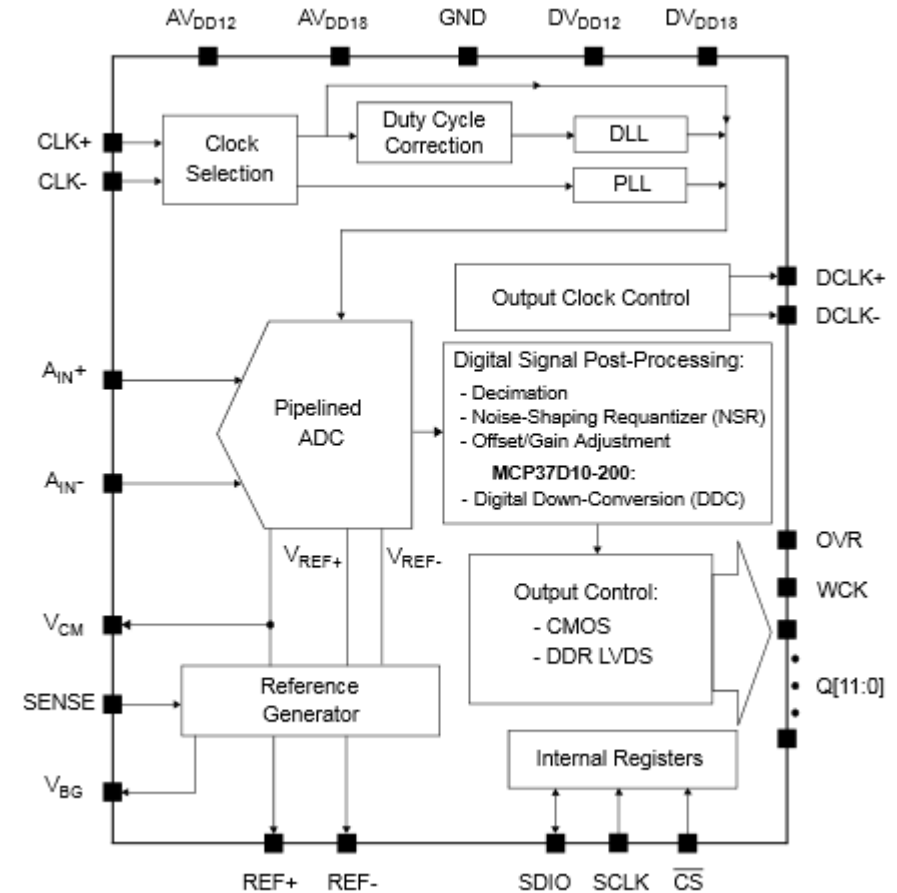 AVDD12 AVDD18 GND DVDD12 DVDD18
CLK+
CLK-
Clock
Selection
Duty Cycle
Correction
DLL
PLL
Output Clock Control
DCLK+
DCLK-
AIN+
AIN-
Pipelined
ADC
Digital Signal Post-Processing:
- Decimation
- Noise-Shaping Requantizer (NSR)
- Offset/Gain Adjustment
MCP37D10-200:
- Digital Down-Conversion (DDC)
VREF+ VREF-
VCM
SENSE
VBG
Reference
Generator
Output Control:
- CMOS
- DDR LVDS
OVR
WCK
Q[11:0]
Internal Registers
REF+ REF- SDIO SCLK C̅S̅